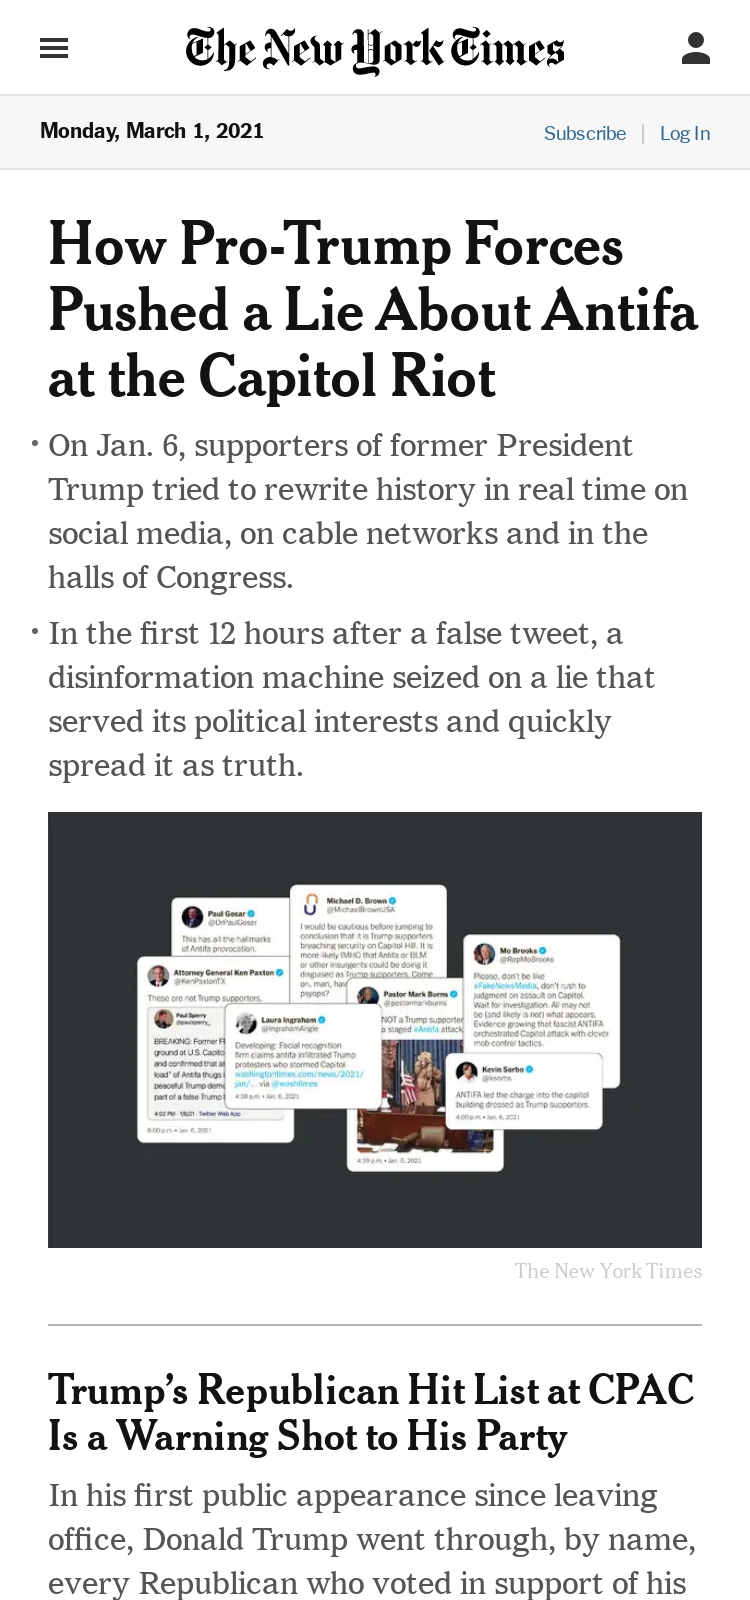 The New York Times
Monday, March 1, 2021
Subscribe | Log In
How Pro-Trump Forces
Pushed a Lie About Antifa
at the Capitol Riot
• On Jan. 6, supporters of former President
Trump tried to rewrite history in real time on
social media, on cable networks and in the
halls of Congress.
• In the first 12 hours after a false tweet, a
disinformation machine seized on a lie that
served its political interests and quickly
spread it as truth.
Paul Gosar
@DrPaulGosar
This has all the hallmarks
of Antifa provocation.
Michael D. Brown
@MichaelBrownUSA
I would be cautious before jumping to
conclusion that it is Trump supporters
breaching security on Capitol Hill. It is
more likely IMHO that Antifa or BLM
or other insurgents could be doing it
disguised as Trump supporters. Come
on, man, hav
psyops?
Mo Brooks
@RepMoBrooks
Please, don't be like
#FakeNewsMedia, don't rush to
judgment on assault on Capitol.
Wait for investigation. All may not
be (and likely is not) what appears.
Evidence growing that fascist ANTIFA
orchestrated Capitol attack with clever
mob control tactics.
Attorney General Ken Paxton
@KenPaxtonTX
These are not Trump supporters.
Paul Sperry
@paulsperry_
BREAKING: Former F
ground at U.S. Capito
and confirmed that at
load" of Antifa thugs i
peaceful Trump demo
part of a false Trump
4:02 PM · 1/6/21 · Twitter Web App
6:00 p.m. • Jan. 6, 2021
Laura Ingraham
@IngrahamAngle
Developing: Facial recognition
firm claims antifa infiltrated Trump
protesters who stormed Capitol
washingtontimes.com/news/2021/
jan/... via @washtimes
4:38 p.m. • Jan. 6, 2021
Pastor Mark Burns
@pastormarkburns
NOT a Trump supporter
a staged #Antifa attack
4:39 p.m. • Jan. 6, 2021
Kevin Sorbo
@ksorbs
ANTIFA led the charge into the capitol
building dressed as Trump supporters.
4:00 p.m. • Jan. 6, 2021
The New York Times
Trump’s Republican Hit List at CPAC
Is a Warning Shot to His Party
In his first public appearance since leaving
office, Donald Trump went through, by name,
every Republican who voted in support of his